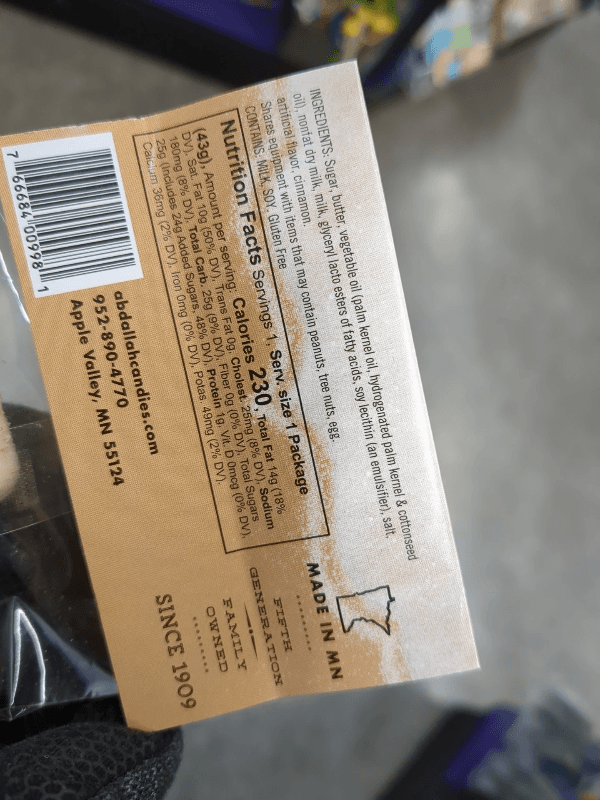 INGREDIENTS: Sugar, butter, vegetable oil (palm kernel oil, hydrogenated palm kernel & cottonseed
oil), nonfat dry milk, milk, glyceryl lacto esters of fatty acids, soy lecithin (an emulsifier), salt,
artificial flavor, cinnamon.
Shares equipment with items that may contain peanuts, tree nuts, egg.
CONTAINS: MILK, SOY. Gluten Free
Nutrition Facts Servings 1, Serv. size 1 Package
(43g), Amount per serving: Calories 230, Total Fat 14g (18%
DV), Sat. Fat 10g (50% DV), Trans Fat 0g, Cholest. 25mg (8% DV), Sodium
180mg (8% DV), Total Carb. 25g (9% DV), Fiber 0g (0% DV), Total Sugars
25g (Includes 24g Added Sugars, 48% DV), Protein 1g, Vit. D 0mcg (0% DV),
Calcium 36mg (2% DV), Iron 0mg (0% DV), Potas. 49mg (2% DV).
MADE IN MN
FIFTH
GENERATION
FAMILY
OWNED
SINCE 1909
abdallahcandies.com
952-890-4770
Apple Valley, MN 55124
7 66684 00998 1